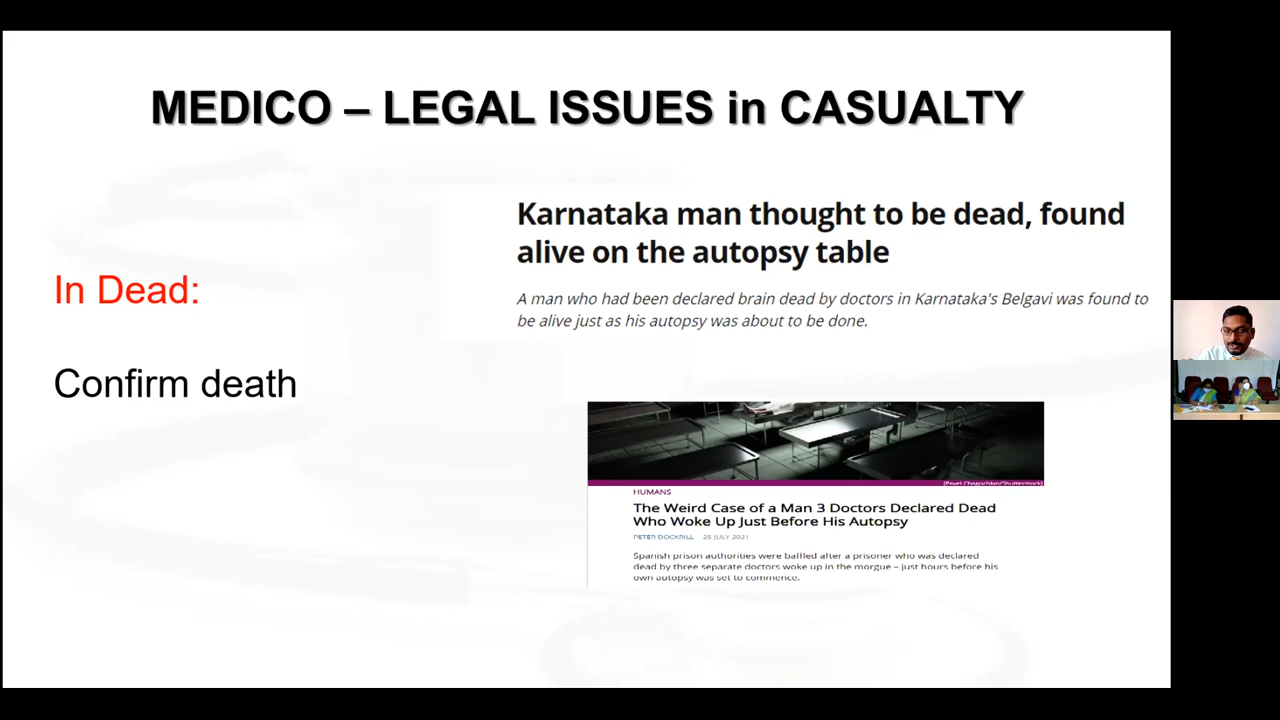 MEDICO – LEGAL ISSUES in CASUALTY
In Dead:
Confirm death
Karnataka man thought to be dead, found
alive on the autopsy table
A man who had been declared brain dead by doctors in Karnataka's Belgavi was found to
be alive just as his autopsy was about to be done.
HUMANS
The Weird Case of a Man 3 Doctors Declared Dead
Who Woke Up Just Before His Autopsy
PETER DOCKRILL 25 JULY 2021
Spanish prison authorities were baffled after a prisoner who was declared
dead by three separate doctors woke up in the morgue – just hours before his
own autopsy was set to commence.